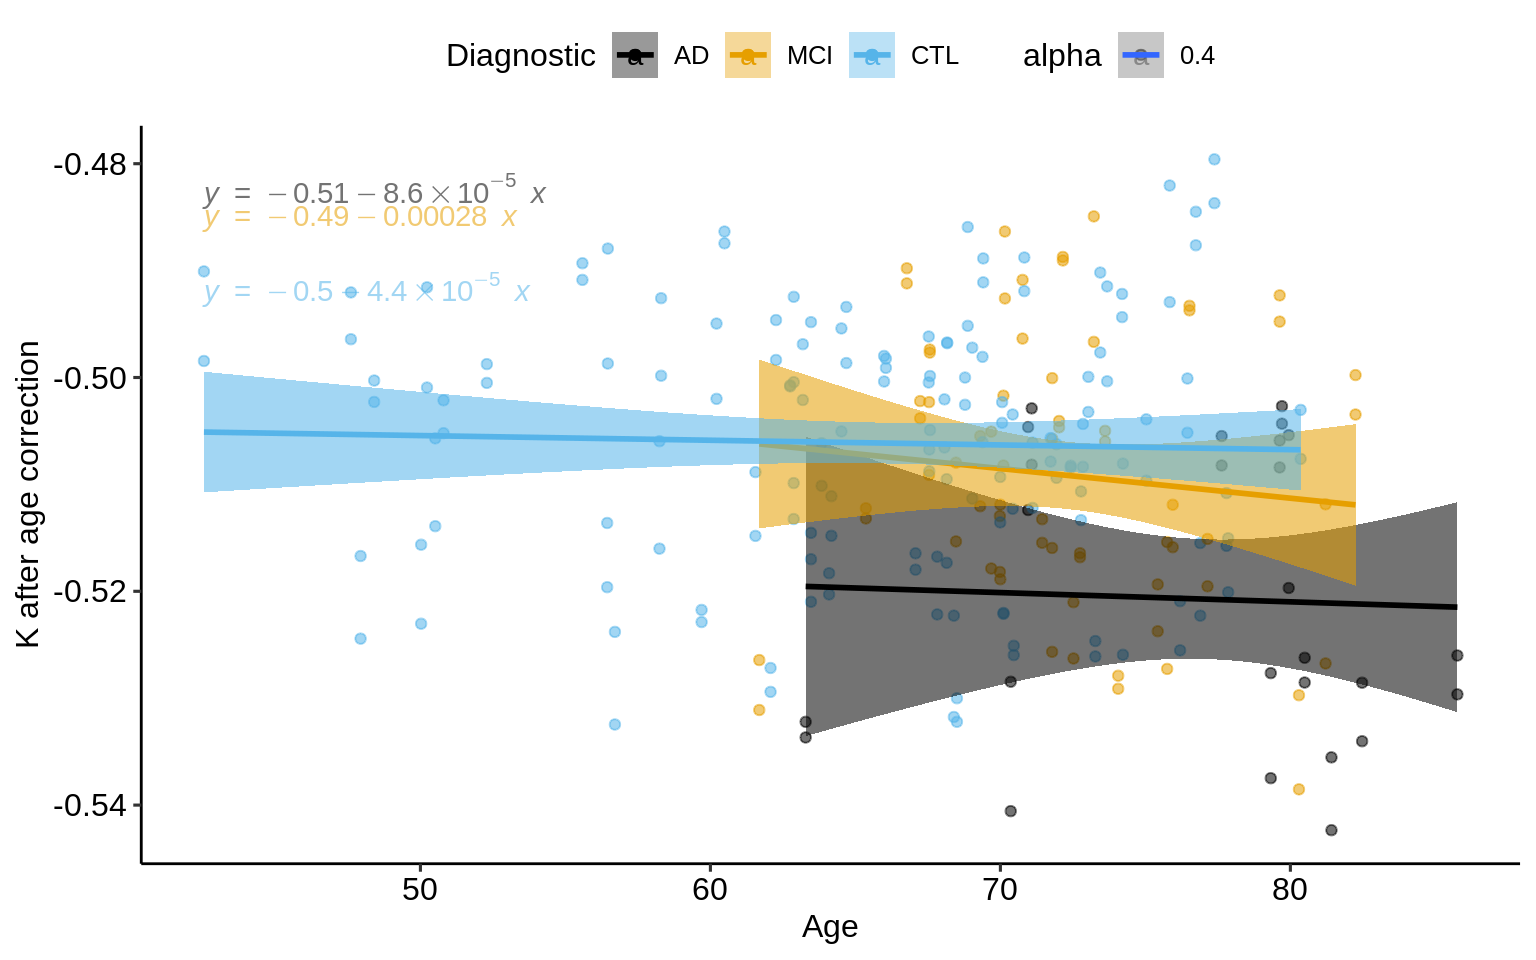 Diagnostic a AD a MCI a CTL alpha a 0.4
-0.48
y = −0.51 − 8.6 × 10⁻⁵ x
y = −0.49 − 0.00028 x
y = −0.5 − 4.4 × 10⁻⁵ x
-0.50
K after age correction
-0.52
-0.54
50 60 70 80
Age